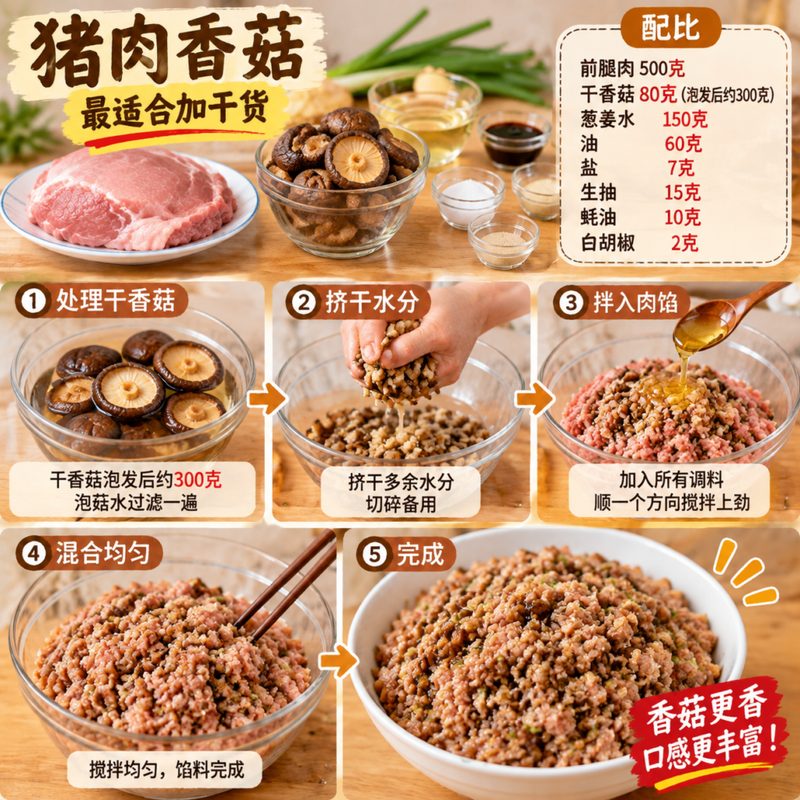 猪肉香菇
最适合加干货
配比
前腿肉 500克
干香菇 80克 (泡发后约300克)
葱姜水 150克
油 60克
盐 7克
生抽 15克
蚝油 10克
白胡椒 2克
1 处理干香菇
干香菇泡发后约300克
泡菇水过滤一遍
2 挤干水分
挤干多余水分
切碎备用
3 拌入肉馅
加入所有调料
顺一个方向搅拌上劲
4 混合均匀
搅拌均匀，馅料完成
5 完成
香菇更香
口感更丰富！